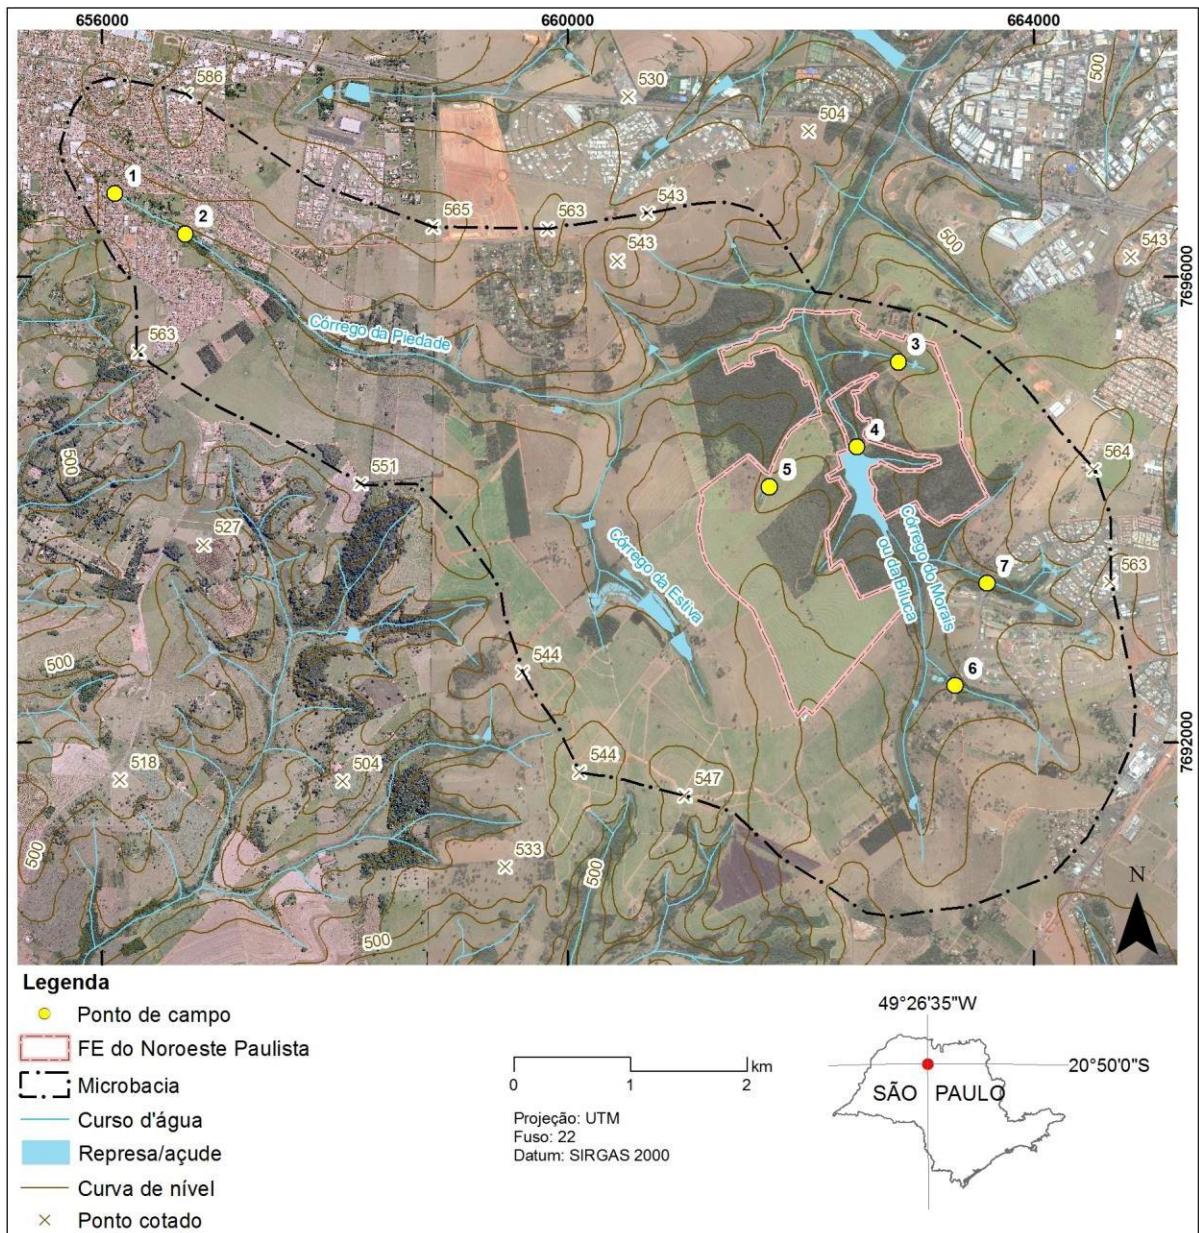 656000
660000
664000
586
530
500
504
1
2
543
565
563
500
543
543
7696000
563
Córrego da Piedade
3
4
564
500
551
5
527
Córrego da Estiva
Córrego do Morais
ou da Bituca
7
563
500
544
6
7692000
518
504
544
547
500
533
500
500
N
Legenda
Ponto de campo
FE do Noroeste Paulista
Microbacia
Curso d'água
Represa/açude
Curva de nível
Ponto cotado
0 1 2 km
Projeção: UTM
Fuso: 22
Datum: SIRGAS 2000
49°26'35"W
20°50'0"S
SÃO PAULO